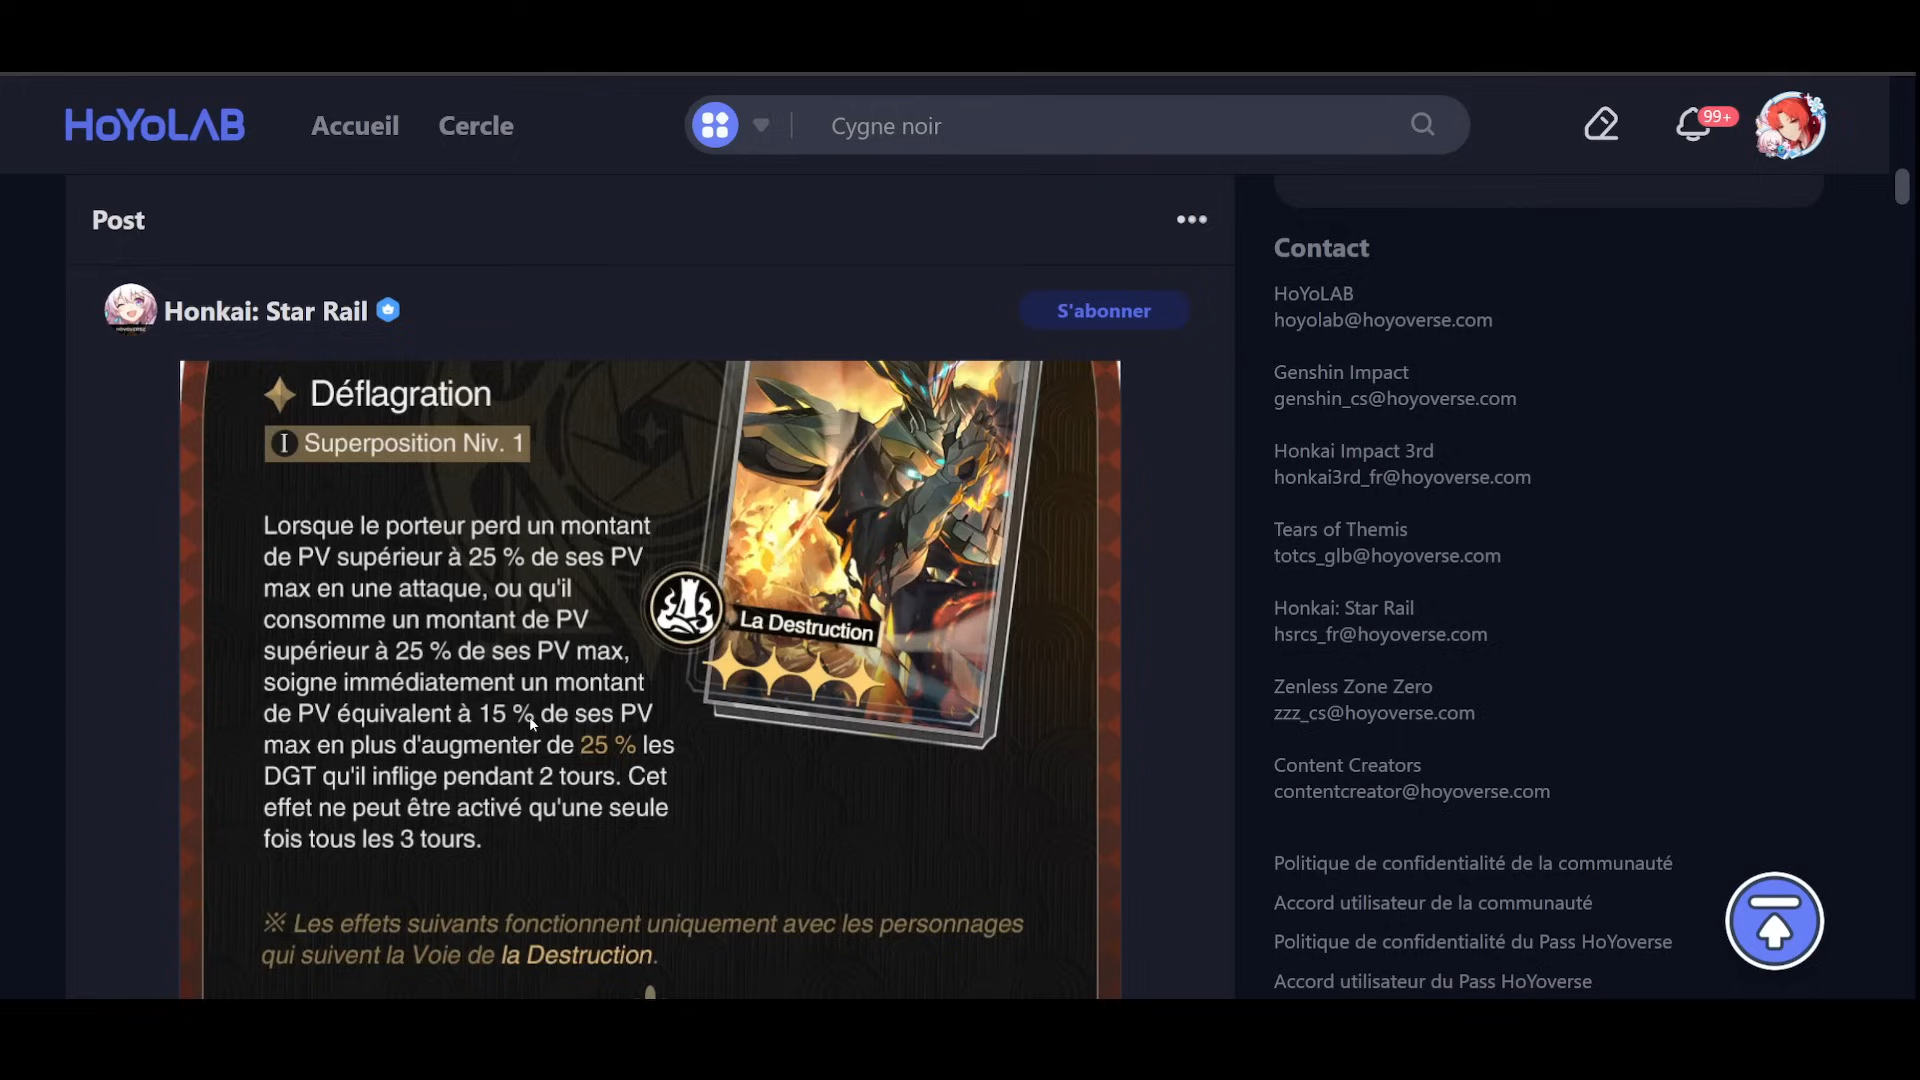 HoYoLAB
Accueil
Cercle
Cygne noir
99+
Post
Honkai: Star Rail
S'abonner
Déflagration
I Superposition Niv. 1
Lorsque le porteur perd un montant
de PV supérieur à 25 % de ses PV
max en une attaque, ou qu'il
consomme un montant de PV
supérieur à 25 % de ses PV max,
soigne immédiatement un montant
de PV équivalent à 15 % de ses PV
max en plus d'augmenter de 25 % les
DGT qu'il inflige pendant 2 tours. Cet
effet ne peut être activé qu'une seule
fois tous les 3 tours.
La Destruction
※ Les effets suivants fonctionnent uniquement avec les personnages
qui suivent la Voie de la Destruction.
Contact
HoYoLAB
hoyolab@hoyoverse.com
Genshin Impact
genshin_cs@hoyoverse.com
Honkai Impact 3rd
honkai3rd_fr@hoyoverse.com
Tears of Themis
totcs_glb@hoyoverse.com
Honkai: Star Rail
hsrcs_fr@hoyoverse.com
Zenless Zone Zero
zzz_cs@hoyoverse.com
Content Creators
contentcreator@hoyoverse.com
Politique de confidentialité de la communauté
Accord utilisateur de la communauté
Politique de confidentialité du Pass HoYoverse
Accord utilisateur du Pass HoYoverse